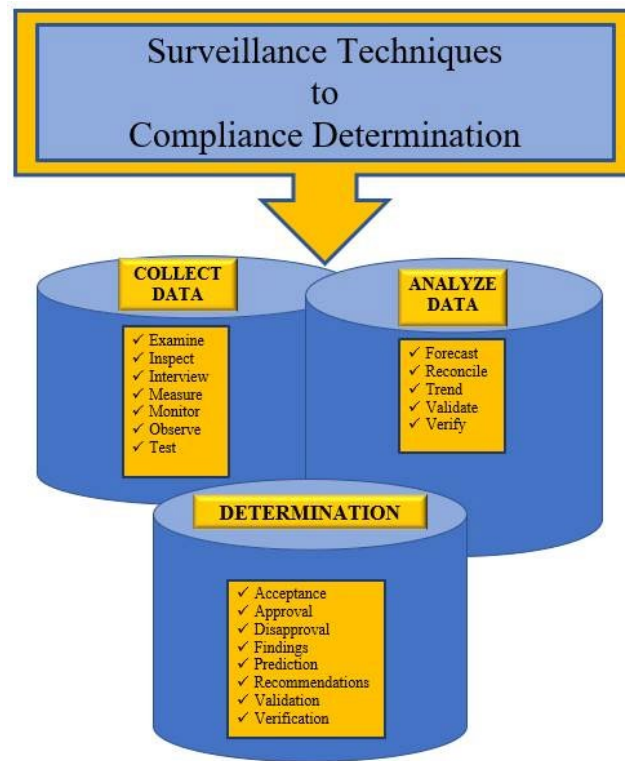 Surveillance Techniques
to
Compliance Determination
COLLECT
DATA
✓ Examine
✓ Inspect
✓ Interview
✓ Measure
✓ Monitor
✓ Observe
✓ Test
ANALYZE
DATA
✓ Forecast
✓ Reconcile
✓ Trend
✓ Validate
✓ Verify
DETERMINATION
✓ Acceptance
✓ Approval
✓ Disapproval
✓ Findings
✓ Prediction
✓ Recommendations
✓ Validation
✓ Verification